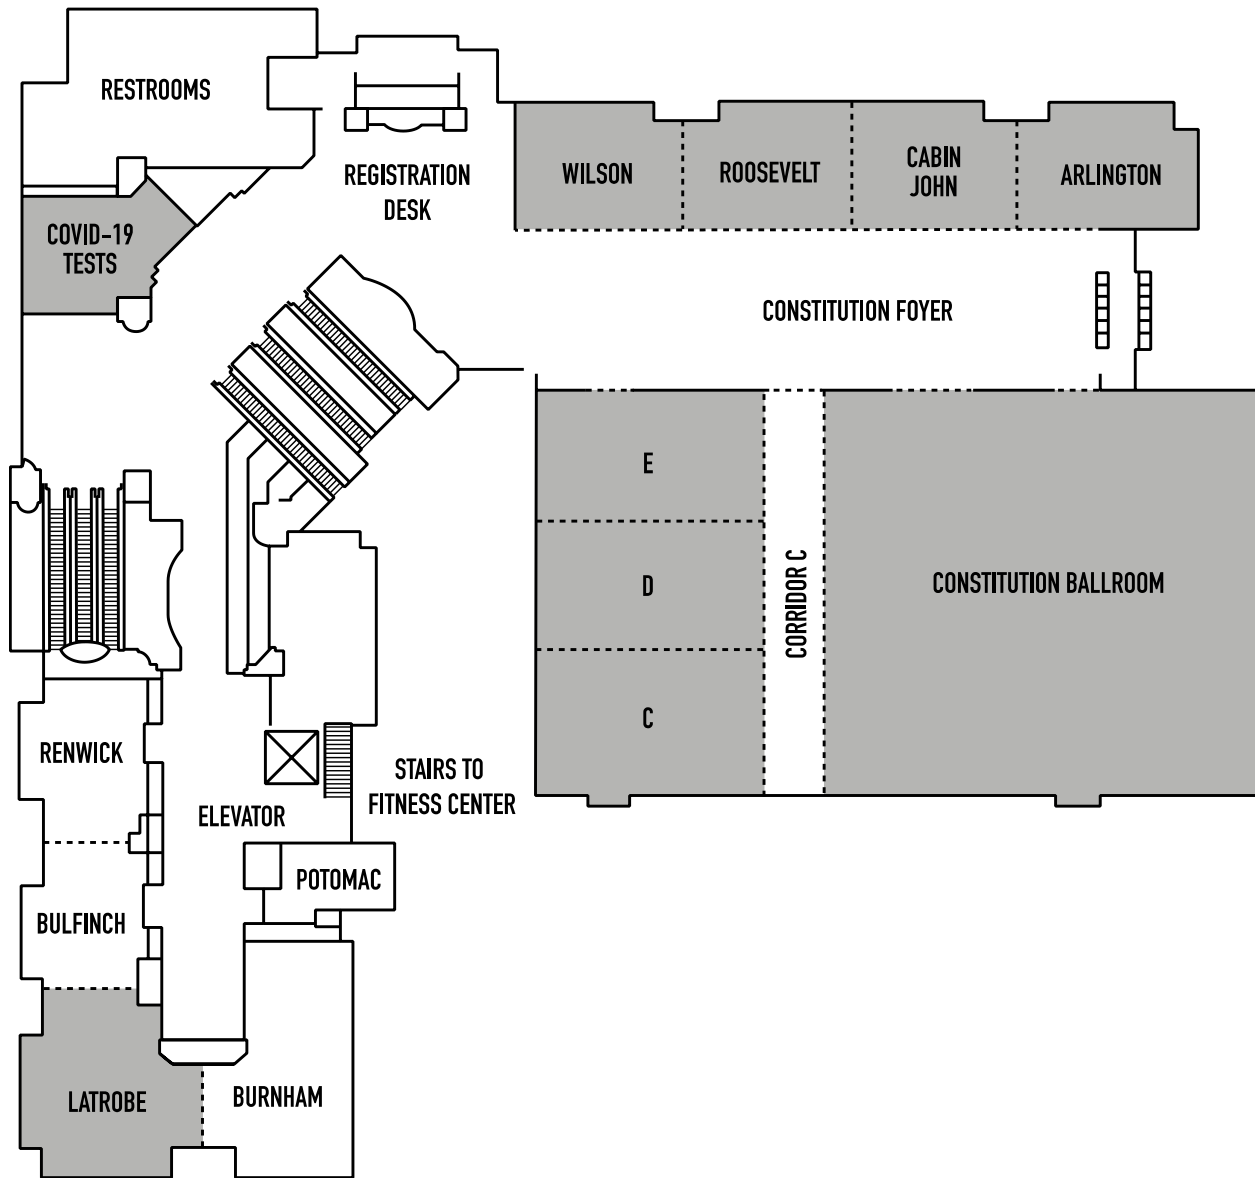 RESTROOMS
REGISTRATION
DESK
WILSON
ROOSEVELT
CABIN
JOHN
ARLINGTON
COVID-19
TESTS
CONSTITUTION FOYER
E
D
C
CORRIDOR C
CONSTITUTION BALLROOM
RENWICK
STAIRS TO
FITNESS CENTER
ELEVATOR
POTOMAC
BULFINCH
LATROBE
BURNHAM